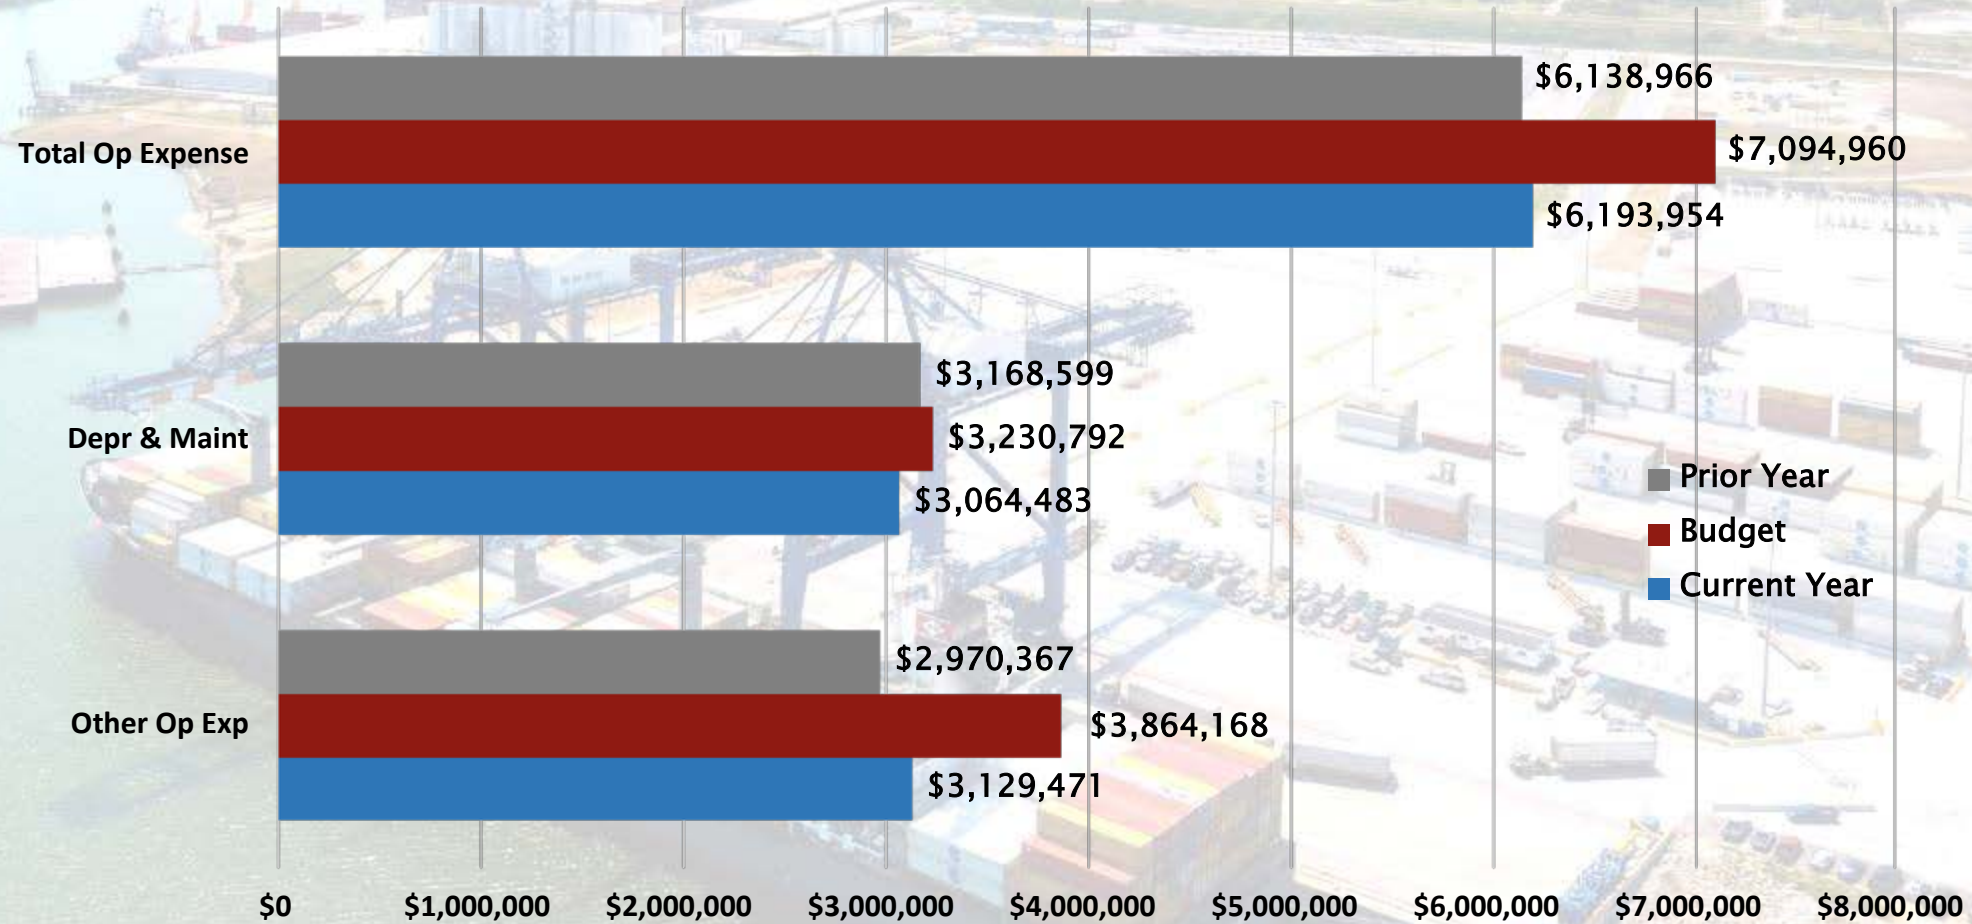 $6,138,966
Total Op Expense
$7,094,960
$6,193,954
$3,168,599
Depr & Maint
$3,230,792
$3,064,483
Prior Year
Budget
Current Year
$2,970,367
Other Op Exp
$3,864,168
$3,129,471
$0 $1,000,000 $2,000,000 $3,000,000 $4,000,000 $5,000,000 $6,000,000 $7,000,000 $8,000,000